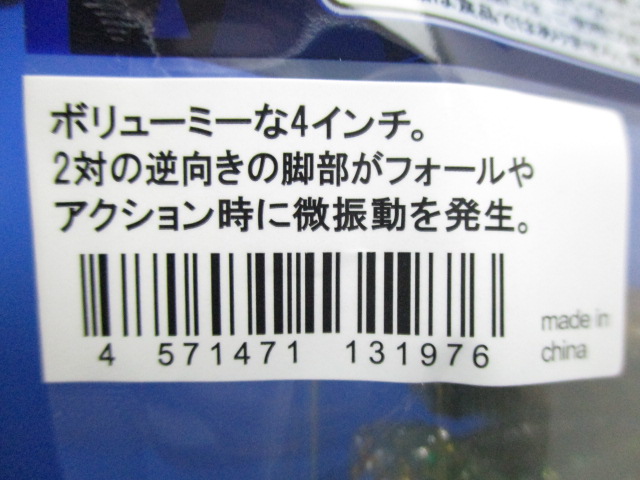 ボリューミーな4インチ。
2対の逆向きの脚部がフォールや
アクション時に微振動を発生。
4 571471 131976
made in
china